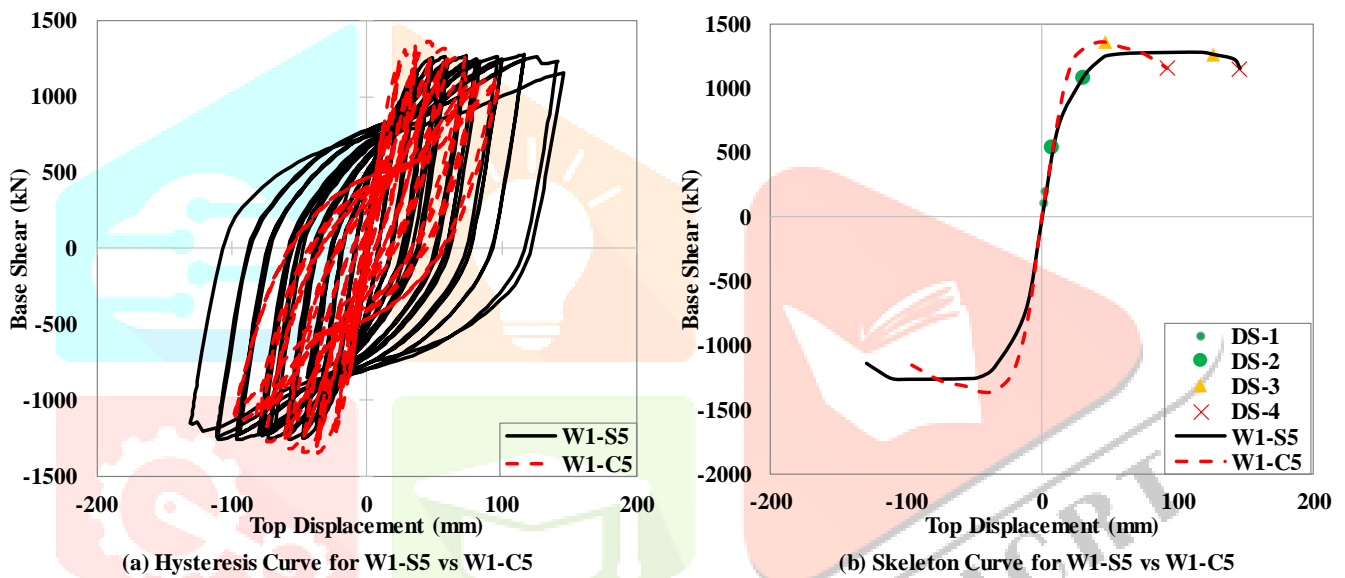 1500
1000
500
0
-500
-1000
-1500
Base Shear (kN)
-200
-100
0
100
200
Top Displacement (mm)
W1-S5
W1-C5
(a) Hysteresis Curve for W1-S5 vs W1-C5
1500
1000
500
0
-500
-1000
-1500
-2000
Base Shear (kN)
-200
-100
0
100
200
Top Displacement (mm)
DS-1
DS-2
DS-3
DS-4
W1-S5
W1-C5
(b) Skeleton Curve for W1-S5 vs W1-C5